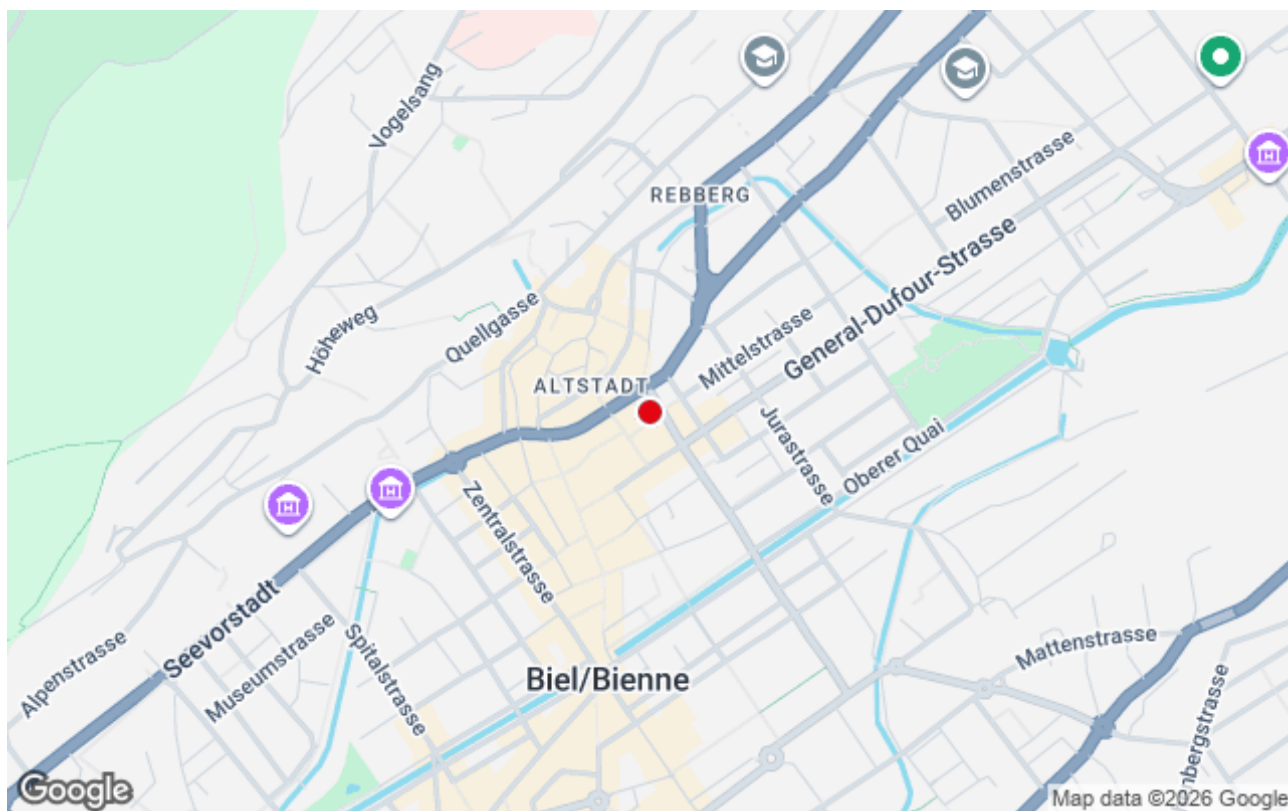 Vogelsang
REBBERG
Blumenstrasse
General-Dufour-Strasse
Höheweg
Quellgasse
Mittelstrasse
ALTSTADT
Jurastrasse
Oberer Quai
Zentralstrasse
Seevorstadt
Alpenstrasse
Museumstrasse
Spitalstrasse
Biel/Bienne
Mattenstrasse
nbergstrasse
Google
Map data ©2026 Google